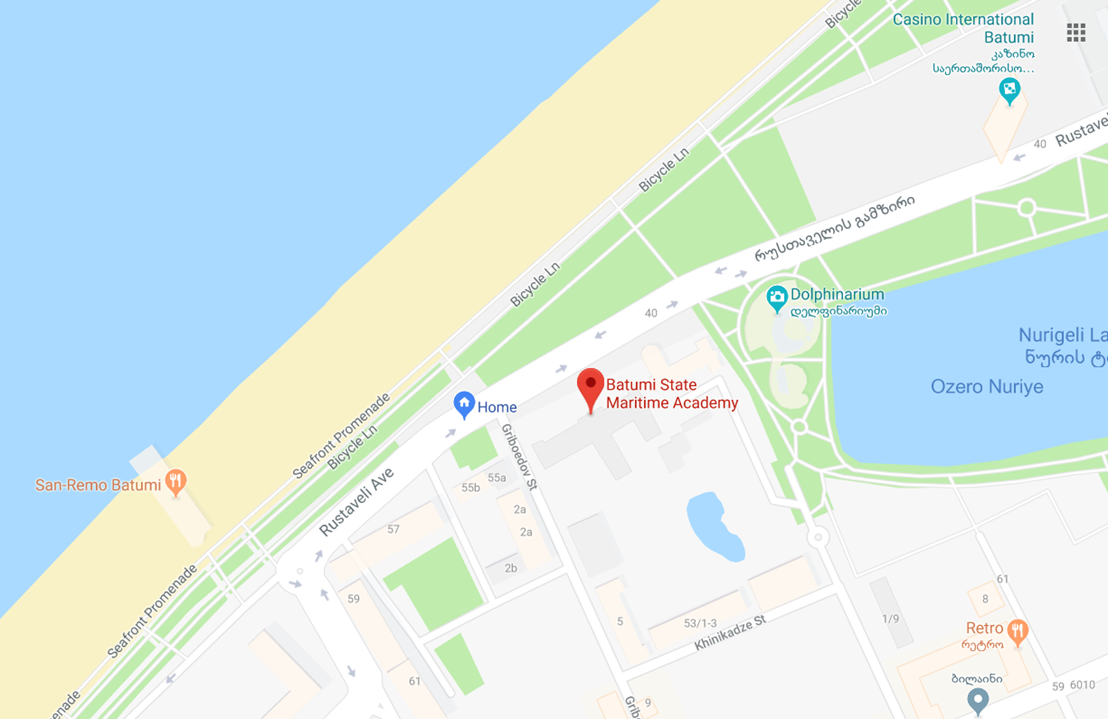 Casino International
Batumi
კაზინო
საერთაშორისო...
Bicycle
40
Rustavel
Bicycle Ln
რუსთაველის გამზირი
Bicycle Ln
Dolphinarium
დელფინარიუმი
40
Nurigeli La
ნურის ტ
Ozero Nuriye
Batumi State
Maritime Academy
Home
Seafront Promenade
Bicycle Ln
Griboedov St
San-Remo Batumi
Rustaveli Ave
55a
55b
2a
57
2a
2b
Seafront Promenade
59
61
8
5
53/1-3
1/9
Khinikadze St
Retro
რეტრო
61
ბილაინი
59
6010
9
Grib
enade